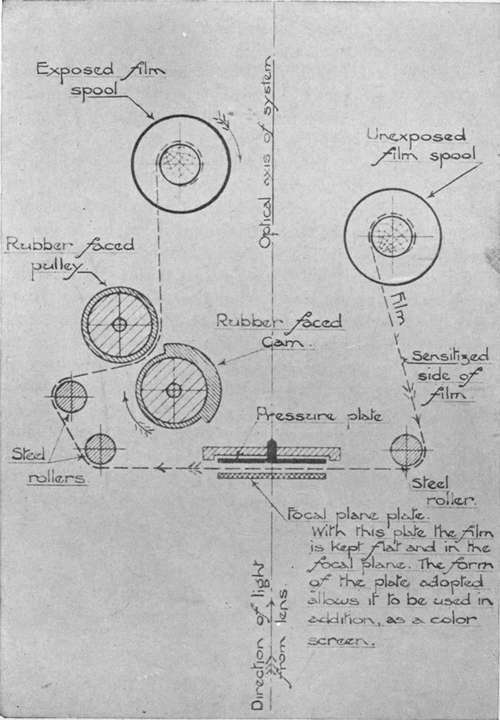 Exposed film
spool
Optical axis of system
Unexposed
film spool
Rubber faced
pulley
Film
Rubber faced
cam.
Sensitized
side of
film.
Pressure plate
Steel
rollers.
Steel
roller.
Focal plane plate.
With this plate the film
is kept flat and in the
focal plane. The form
of the plate adopted
allows it to be used in
addition, as a color
screen.
Direction of light
from lens.